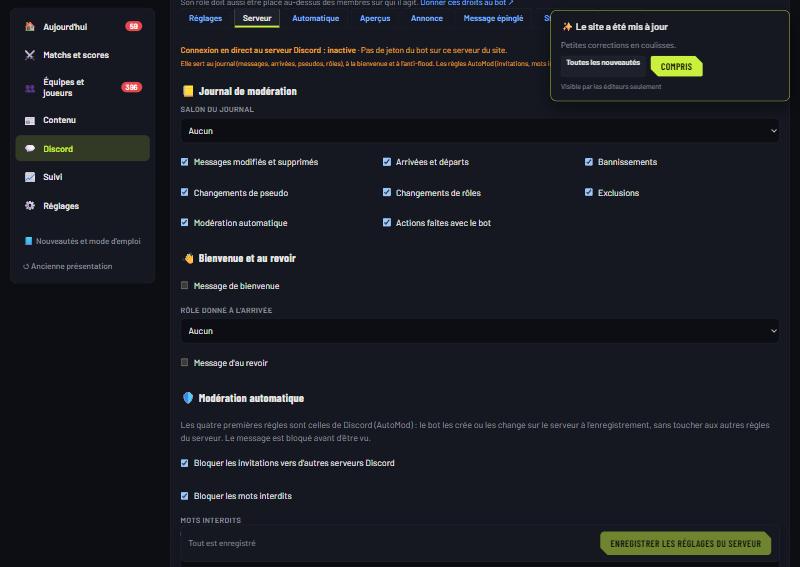 Son rôle doit aussi être placé au-dessus des membres sur qui il agit. Donner ces droits au bot ↗
Réglages Serveur Automatique Aperçu Annonce Message épinglé
Aujourd'hui 59
Matchs et scores
Équipes et joueurs 396
Contenu
Discord
Suivi
Réglages
Nouveautés et mode d'emploi
↺ Ancienne présentation
Le site a été mis à jour
Petites corrections en coulisses.
Toutes les nouveautés COMPRIS
Visible par les éditeurs seulement
Connexion en direct au serveur Discord : inactive · Pas de jeton du bot sur ce serveur du site.
Elle sert au journal (messages, arrivées, pseudos, rôles), à la bienvenue et à l'anti-flood. Les règles AutoMod (invitations, mots
Journal de modération
SALON DU JOURNAL
Aucun
Messages modifiés et supprimés Arrivées et départs Bannissements
Changements de pseudo Changements de rôles Exclusions
Modération automatique Actions faites avec le bot
Bienvenue et au revoir
Message de bienvenue
RÔLE DONNÉ À L'ARRIVÉE
Aucun
Message d'au revoir
Modération automatique
Les quatre premières règles sont celles de Discord (AutoMod) : le bot les crée ou les change sur le serveur à l'enregistrement, sans toucher aux autres règles
du serveur. Le message est bloqué avant d'être vu.
Bloquer les invitations vers d'autres serveurs Discord
Bloquer les mots interdits
MOTS INTERDITS
Tout est enregistré ENREGISTRER LES RÉGLAGES DU SERVEUR